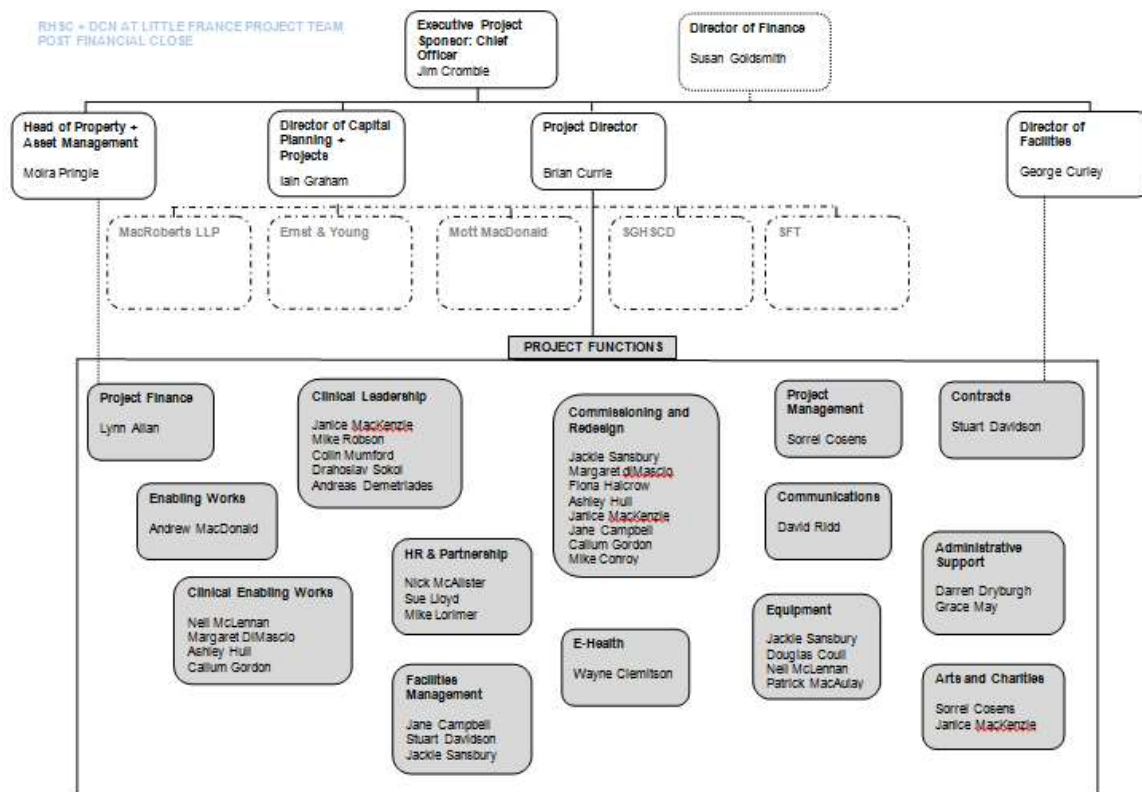 RHSC + DCN AT LITTLE FRANCE PROJECT TEAM
POST FINANCIAL CLOSE
Executive Project
Sponsor: Chief
Officer
Jim Crombie
Director of Finance
Susan Goldsmith
Head of Property +
Asset Management
Moira Pringle
Director of Capital
Planning +
Projects
Iain Graham
Project Director
Brian Currie
Director of
Facilities
George Curley
MacRoberts LLP
Ernst & Young
Mott MacDonald
SGHSCD
SFT
PROJECT FUNCTIONS
Project Finance
Lynn Allan
Clinical Leadership
Janice MacKenzie
Mike Robson
Colin Mumford
Drahoslav Sokol
Andreas Demetriades
Commissioning and
Redesign
Jackie Sansbury
Margaret diMascio
Fiona Halcrow
Ashley Hull
Janice MacKenzie
Jane Campbell
Callum Gordon
Mike Conroy
Project
Management
Sorrel Cosens
Contracts
Stuart Davidson
Enabling Works
Andrew MacDonald
Communications
David Ridd
HR & Partnership
Nick McAlister
Sue Lloyd
Mike Lorimer
Administrative
Support
Darren Dryburgh
Grace May
Clinical Enabling Works
Neil McLennan
Margaret DiMascio
Ashley Hull
Callum Gordon
Equipment
Jackie Sansbury
Douglas Coull
Neil McLennan
Patrick MacAulay
E-Health
Wayne Clemitson
Facilities
Management
Jane Campbell
Stuart Davidson
Jackie Sansbury
Arts and Charities
Sorrel Cosens
Janice MacKenzie